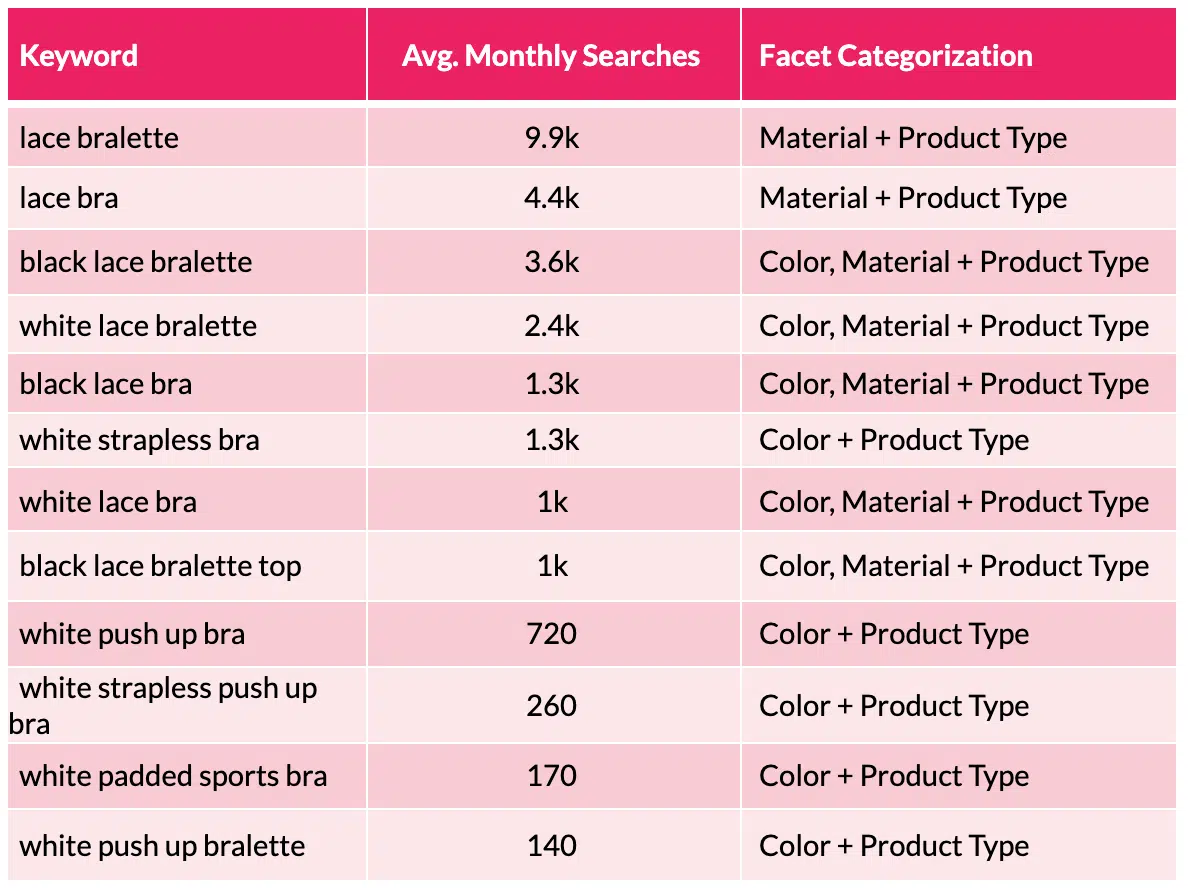 Keyword Avg. Monthly Searches Facet Categorization
lace bralette 9.9k Material + Product Type
lace bra 4.4k Material + Product Type
black lace bralette 3.6k Color, Material + Product Type
white lace bralette 2.4k Color, Material + Product Type
black lace bra 1.3k Color, Material + Product Type
white strapless bra 1.3k Color + Product Type
white lace bra 1k Color, Material + Product Type
black lace bralette top 1k Color, Material + Product Type
white push up bra 720 Color + Product Type
white strapless push up
bra 260 Color + Product Type
white padded sports bra 170 Color + Product Type
white push up bralette 140 Color + Product Type